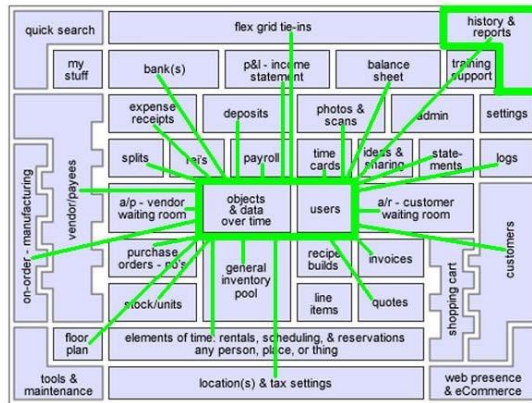 quick search
flex grid tie-ins
history &
reports
my
stuff
bank(s)
p&l - income
statement
balance
sheet
training
support
expense
receipts
deposits
photos &
scans
admin
settings
splits
payroll
time
cards
ideas &
sharing
state-
ments
logs
on-order - manufacturing
vendor/payees
a/p - vendor
waiting room
objects
& data
over time
users
a/r - customer
waiting room
customers
purchase
orders - po's
general
inventory
pool
recipe
builds
invoices
shopping cart
stock/units
line
items
quotes
floor
plan
elements of time: rentals, scheduling, & reservations
any person, place, or thing
tools &
maintenance
location(s) & tax settings
web presence
& eCommerce